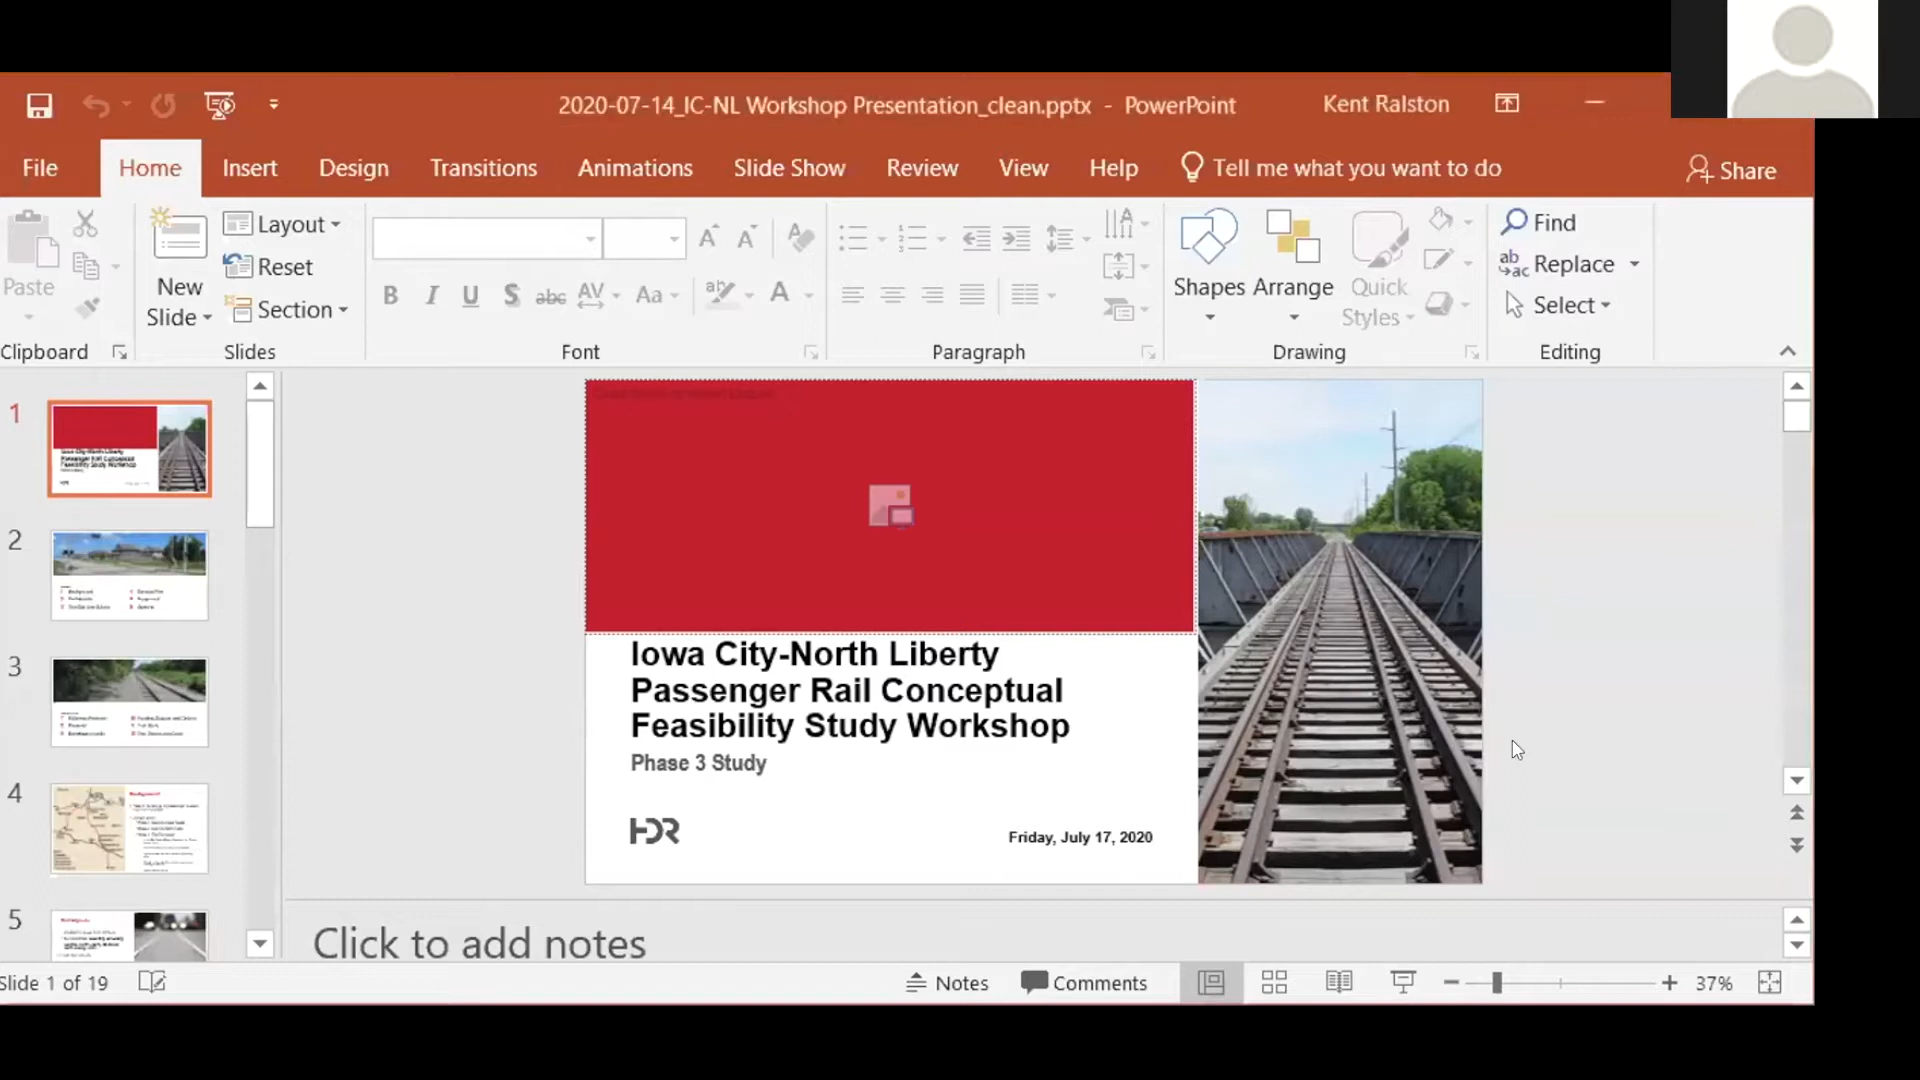 2020-07-14_IC-NL Workshop Presentation_clean.pptx - PowerPoint
Kent Ralston
File
Home
Insert
Design
Transitions
Animations
Slide Show
Review
View
Help
Tell me what you want to do
Share
Paste
New
Slide
Layout
Reset
Section
B
I
U
S
abc
AV
Aa
aby
A
Shapes
Arrange
Quick
Styles
Find
Replace
Select
Clipboard
Slides
Font
Paragraph
Drawing
Editing
1
2
3
4
5
Iowa City-North Liberty
Passenger Rail Conceptual
Feasibility Study Workshop
Phase 3 Study
HDR
Friday, July 17, 2020
Click to add notes
Slide 1 of 19
Notes
Comments
37%